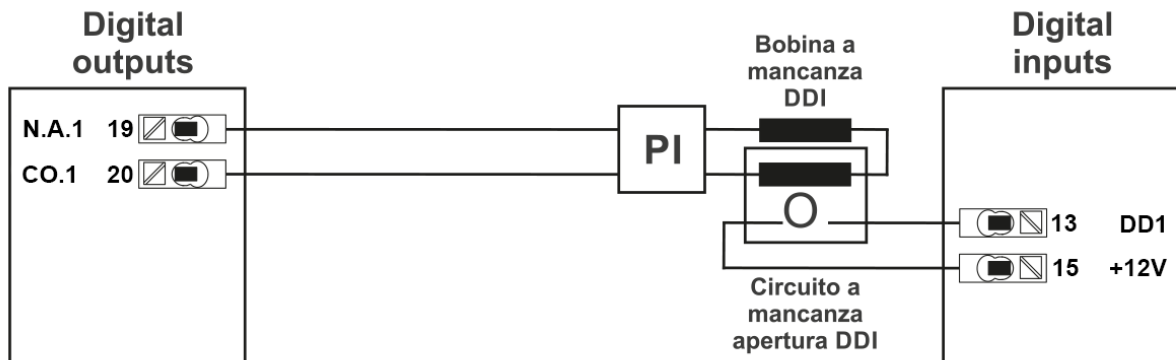 Digital
outputs
N.A.1 19
CO.1 20
PI
Bobina a
mancanza
DDI
O
Circuito a
mancanza
apertura DDI
Digital
inputs
13 DD1
15 +12V